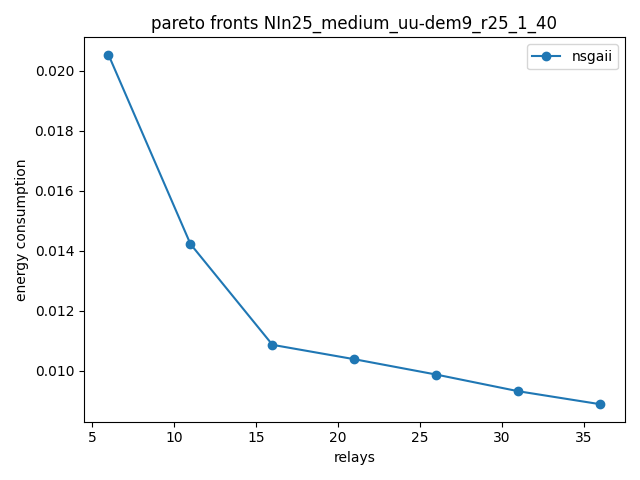 pareto fronts NIn25_medium_uu-dem9_r25_1_40
nsgaii
0.020
0.018
0.016
0.014
0.012
0.010
energy consumption
5 10 15 20 25 30 35
relays